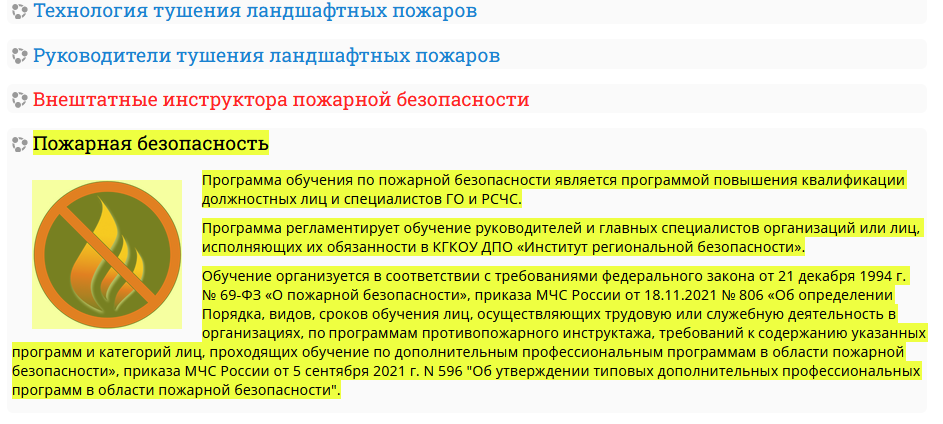 Технология тушения ландшафтных пожаров
Руководители тушения ландшафтных пожаров
Внештатные инструктора пожарной безопасности
Пожарная безопасность
Программа обучения по пожарной безопасности является программой повышения квалификации
должностных лиц и специалистов ГО и РСЧС.
Программа регламентирует обучение руководителей и главных специалистов организаций или лиц,
исполняющих их обязанности в КГКОУ ДПО «Институт региональной безопасности».
Обучение организуется в соответствии с требованиями федерального закона от 21 декабря 1994 г.
№ 69-ФЗ «О пожарной безопасности», приказа МЧС России от 18.11.2021 № 806 «Об определении
Порядка, видов, сроков обучения лиц, осуществляющих трудовую или служебную деятельность в
организациях, по программам противопожарного инструктажа, требований к содержанию указанных
программ и категорий лиц, проходящих обучение по дополнительным профессиональным программам в области пожарной
безопасности», приказа МЧС России от 5 сентября 2021 г. N 596 "Об утверждении типовых дополнительных профессиональных
программ в области пожарной безопасности".